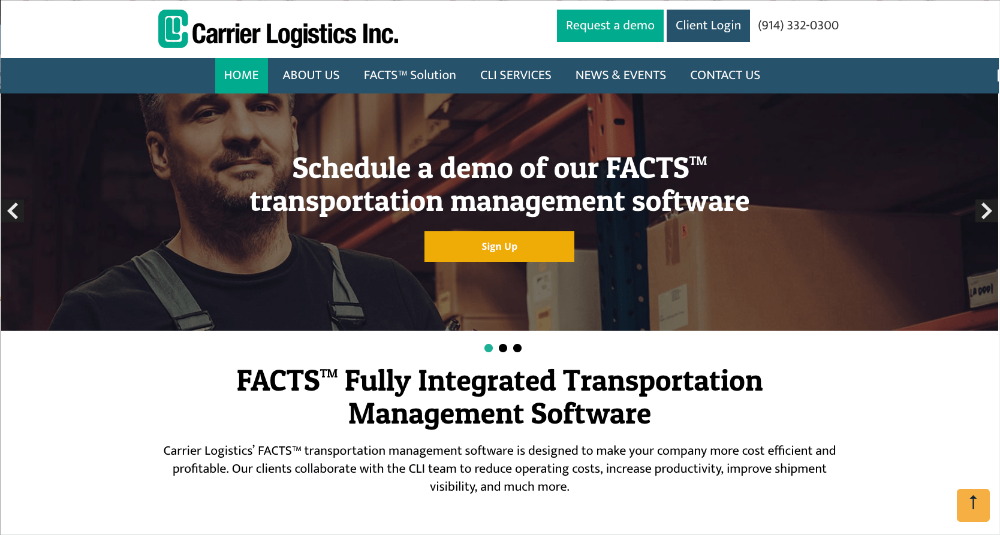 Carrier Logistics Inc.
Request a demo
Client Login
(914) 332-0300
HOME
ABOUT US
FACTS™ Solution
CLI SERVICES
NEWS & EVENTS
CONTACT US
Schedule a demo of our FACTS™
transportation management software
Sign Up
FACTS™ Fully Integrated Transportation
Management Software
Carrier Logistics’ FACTS™ transportation management software is designed to make your company more cost efficient and
profitable. Our clients collaborate with the CLI team to reduce operating costs, increase productivity, improve shipment
visibility, and much more.